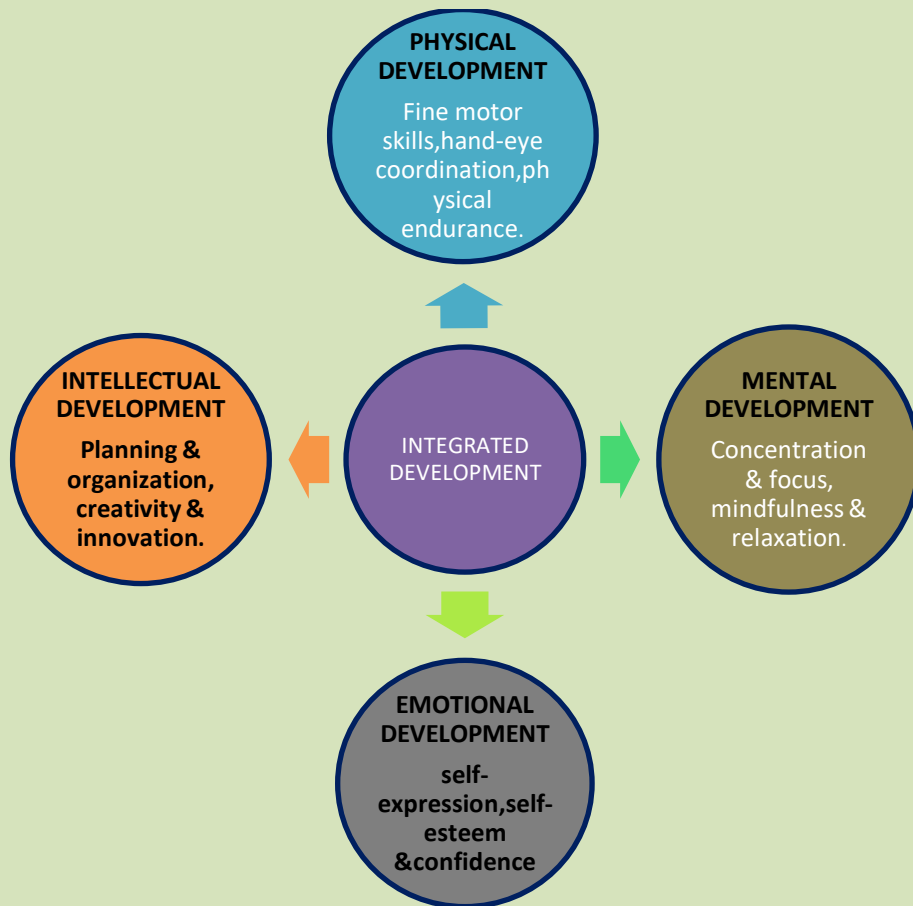 PHYSICAL
DEVELOPMENT
Fine motor
skills,hand-eye
coordination,ph
ysical
endurance.
INTELLECTUAL
DEVELOPMENT
Planning &
organization,
creativity &
innovation.
INTEGRATED
DEVELOPMENT
MENTAL
DEVELOPMENT
Concentration
& focus,
mindfulness &
relaxation.
EMOTIONAL
DEVELOPMENT
self-
expression,self-
esteem
&confidence